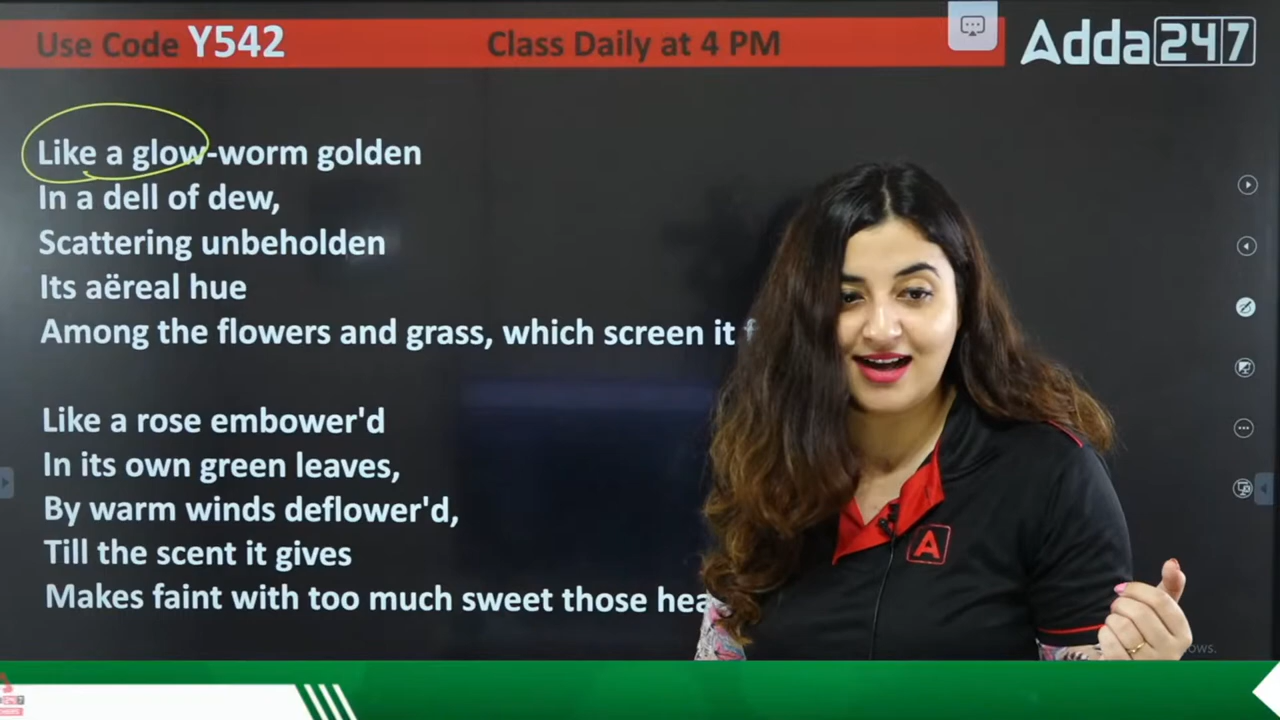 Use Code Y542 Class Daily at 4 PM
Adda247
Like a glow-worm golden
In a dell of dew,
Scattering unbeholden
Its aëreal hue
Among the flowers and grass, which screen it
Like a rose embower'd
In its own green leaves,
By warm winds deflower'd,
Till the scent it gives
Makes faint with too much sweet those
A